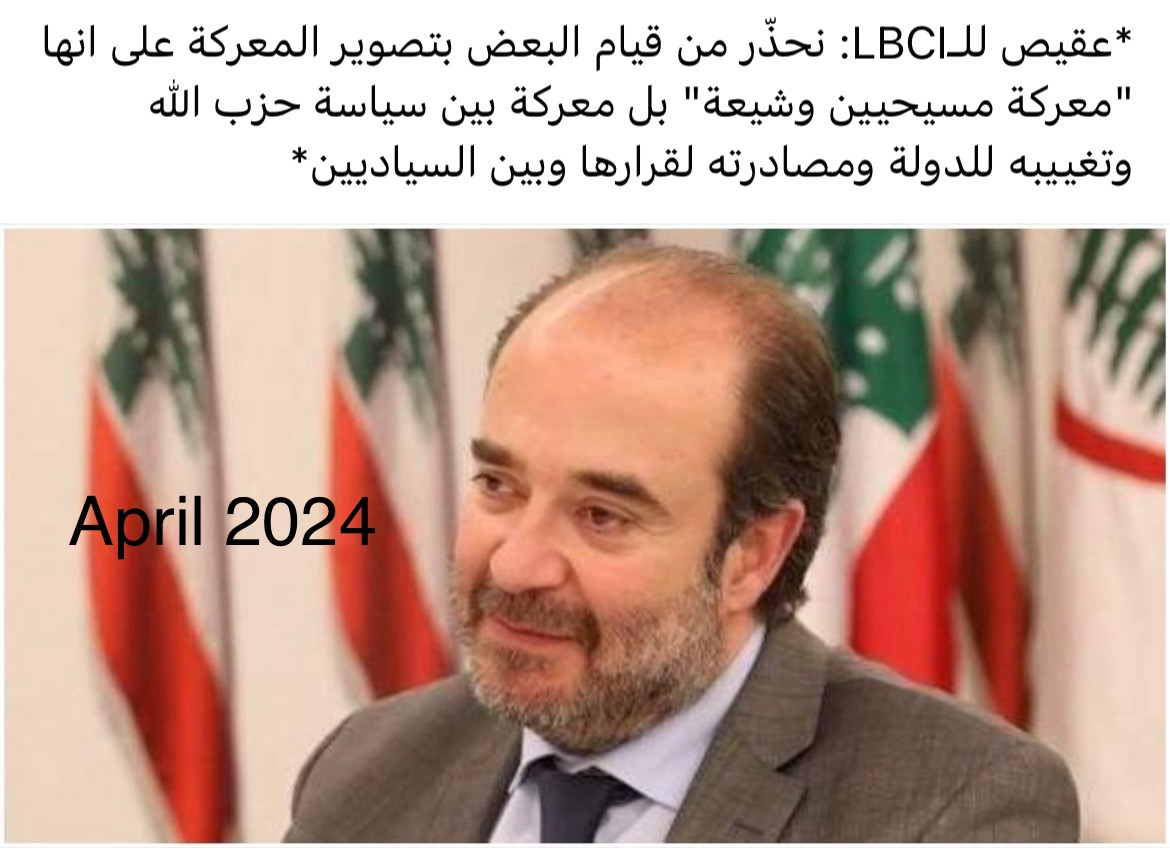 *عقيص للـLBCI: نحذّر من قيام البعض بتصوير المعركة على انها
"معركة مسيحيين وشيعة" بل معركة بين سياسة حزب الله
وتغييبه للدولة ومصادرته لقرارها وبين السياديين*
April 2024